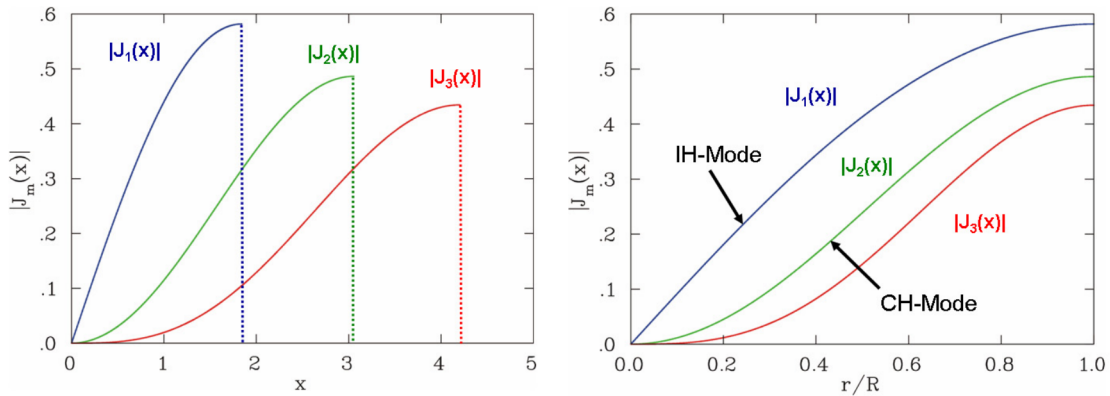 .6
.5
.4
.3
.2
.1
.0
|J_m(x)|
|J₁(x)|
|J₂(x)|
|J₃(x)|
0 1 2 3 4 5
x
.6
.5
.4
.3
.2
.1
.0
|J_m(x)|
|J₁(x)|
IH-Mode
|J₂(x)|
|J₃(x)|
CH-Mode
0.0 0.2 0.4 0.6 0.8 1.0
r/R